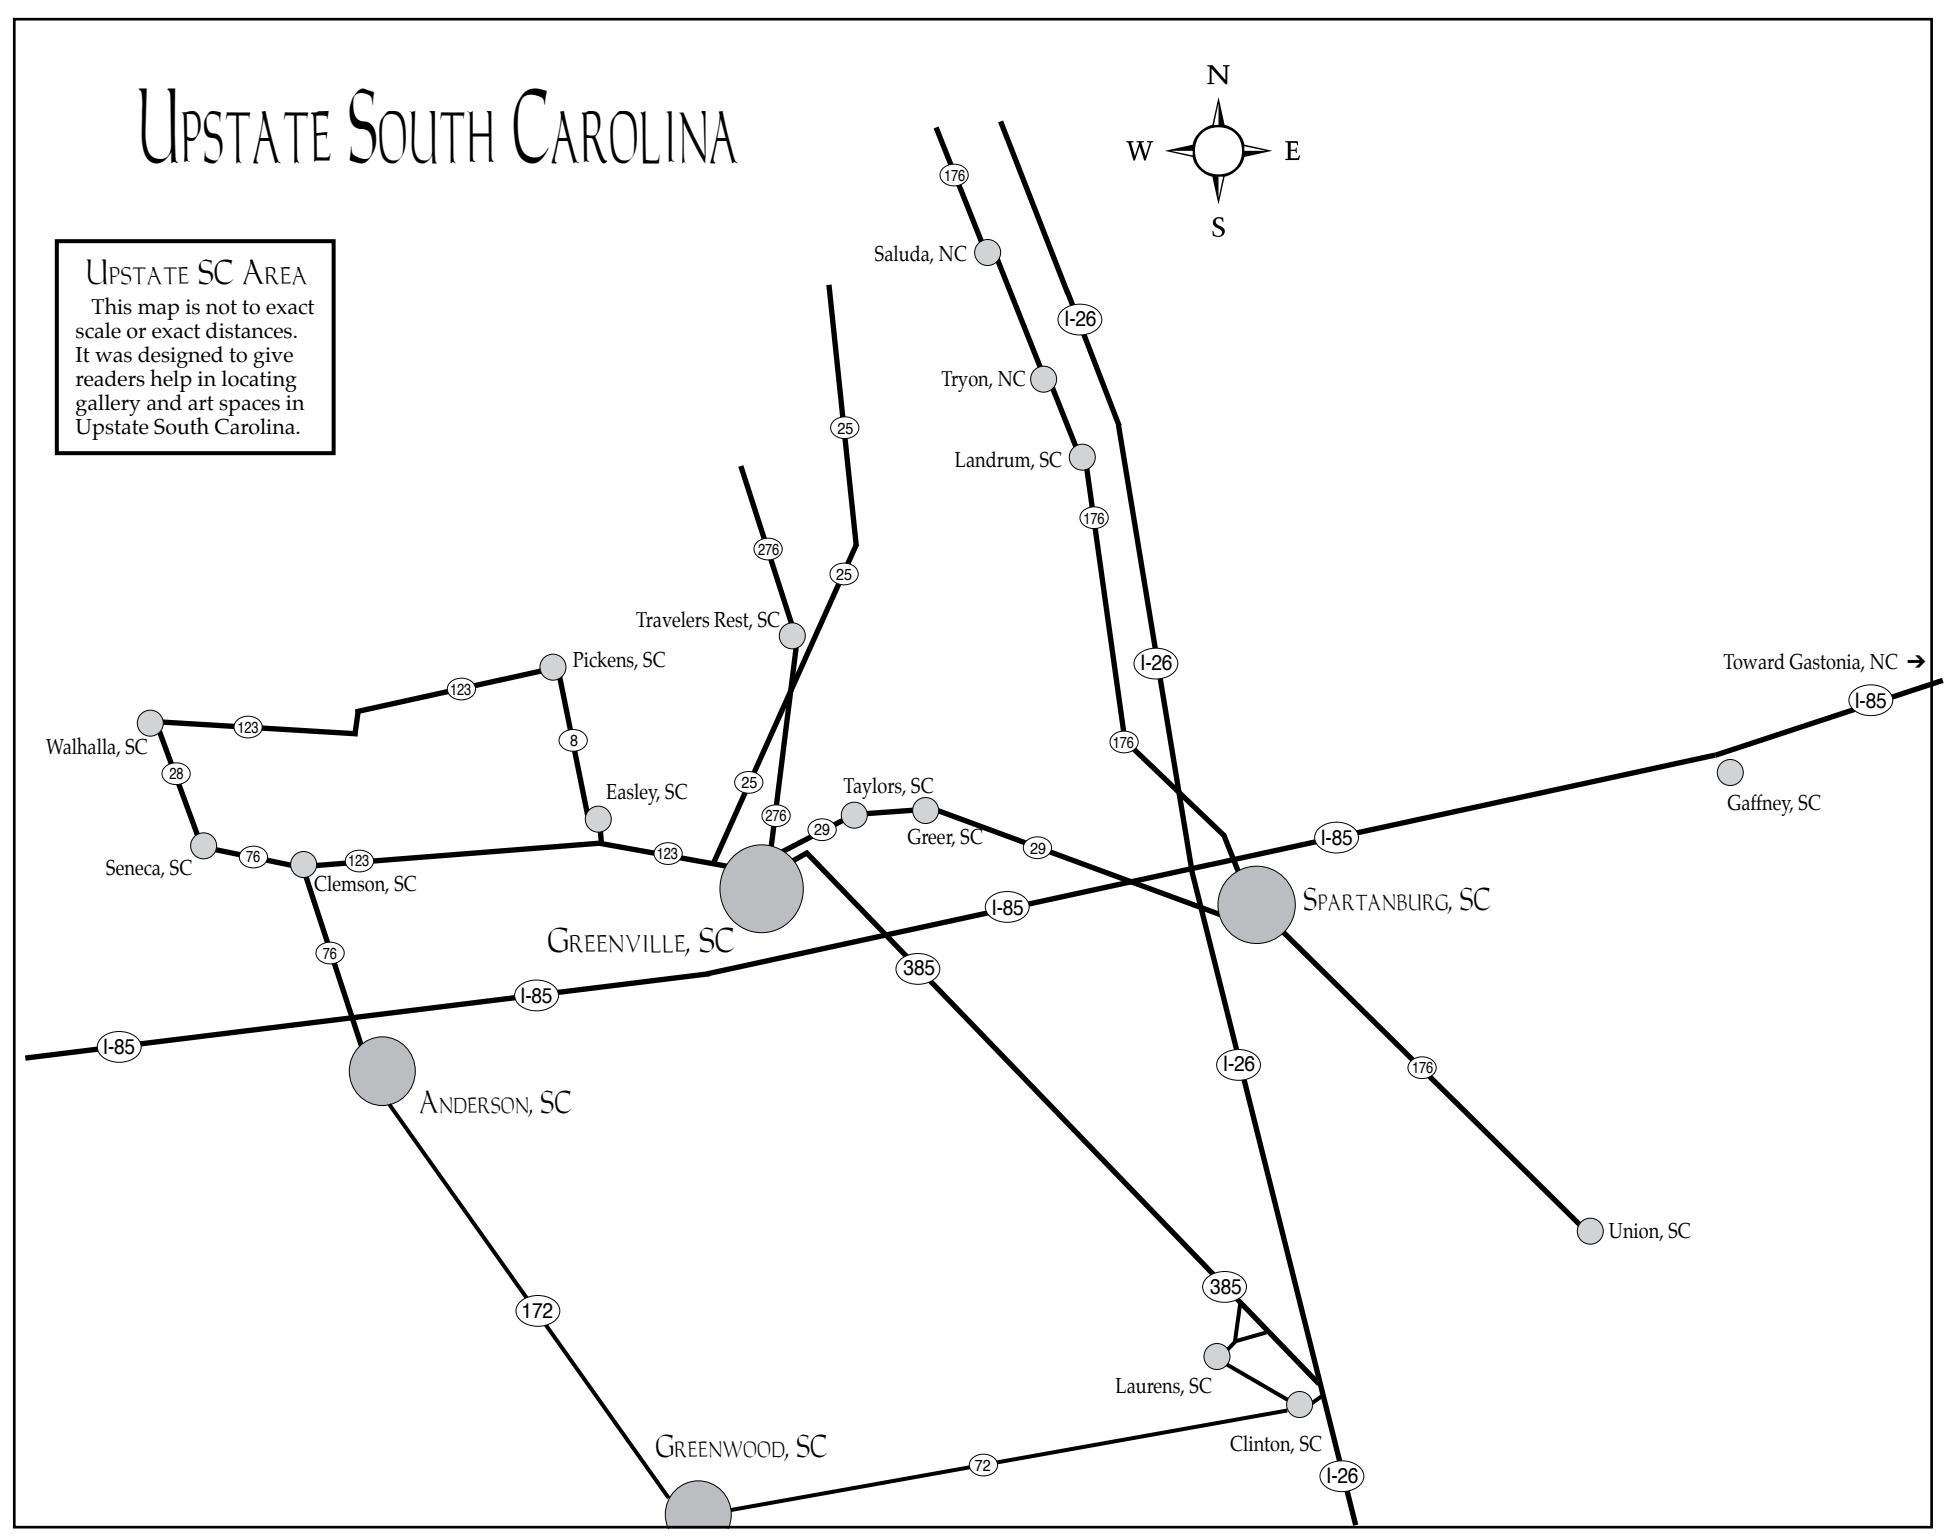 Upstate South Carolina
N
W
E
S
176
Saluda, NC
Upstate SC Area
This map is not to exact
scale or exact distances.
It was designed to give
readers help in locating
gallery and art spaces in
Upstate South Carolina.
I-26
Tryon, NC
25
Landrum, SC
176
276
25
Travelers Rest, SC
Pickens, SC
I-26
Toward Gastonia, NC ➔
123
I-85
Walhalla, SC
123
8
176
28
25
Easley, SC
Taylors, SC
Gaffney, SC
276
29
Greer, SC
I-85
29
Seneca, SC
76
123
123
Clemson, SC
Spartanburg, SC
I-85
Greenville, SC
76
385
I-85
I-85
I-26
176
Anderson, SC
Union, SC
385
172
Laurens, SC
Clinton, SC
Greenwood, SC
72
I-26